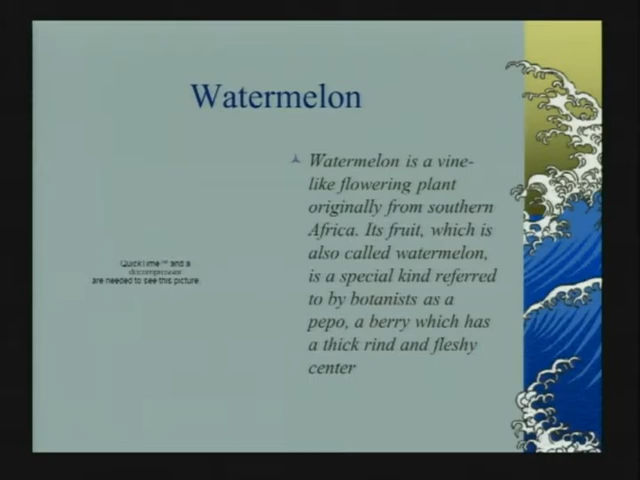 Watermelon
Watermelon is a vine-
like flowering plant
originally from southern
Africa. Its fruit, which is
also called watermelon,
is a special kind referred
to by botanists as a
pepo, a berry which has
a thick rind and fleshy
center
QuickTime™ and a
decompressor
are needed to see this picture.